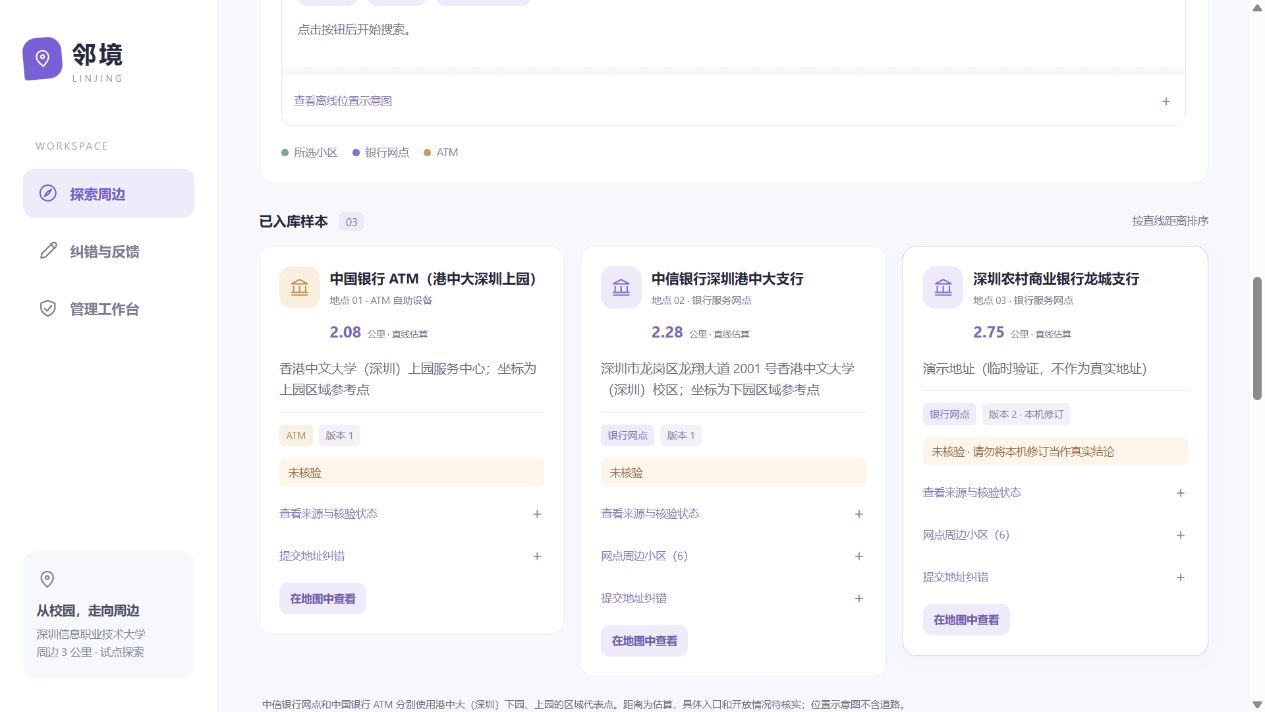 邻境
LINJING
WORKSPACE
探索周边
纠错与反馈
管理工作台
从校园，走向周边
深圳信息职业技术大学
周边 3 公里 · 试点探索
点击按钮后开始搜索。
查看离线位置示意图 +
所选小区 银行网点 ATM
已入库样本 03
按直线距离排序
中国银行 ATM（港中大深圳上园）
地点 01 · ATM 自助设备
2.08 公里 · 直线估算
香港中文大学（深圳）上园服务中心；坐标为
上园区域参考点
ATM 版本 1
未核验
查看来源与核验状态 +
提交地址纠错 +
在地图中查看
中信银行深圳港中大支行
地点 02 · 银行服务网点
2.28 公里 · 直线估算
深圳市龙岗区龙翔大道 2001 号香港中文大学
（深圳）校区；坐标为下园区域参考点
银行网点 版本 1
未核验
查看来源与核验状态 +
网点周边小区（6） +
提交地址纠错 +
在地图中查看
深圳农村商业银行龙城支行
地点 03 · 银行服务网点
2.75 公里 · 直线估算
演示地址（临时验证，不作为真实地址）
银行网点 版本 2 · 本机修订
未核验 · 请勿将本机修订当作真实结论
查看来源与核验状态 +
网点周边小区（6） +
提交地址纠错 +
在地图中查看
中信银行网点和中国银行 ATM 分别使用港中大（深圳）下园、上园的区域代表点。距离为估算，具体入口和开放情况待核实；位置示意图不含道路。